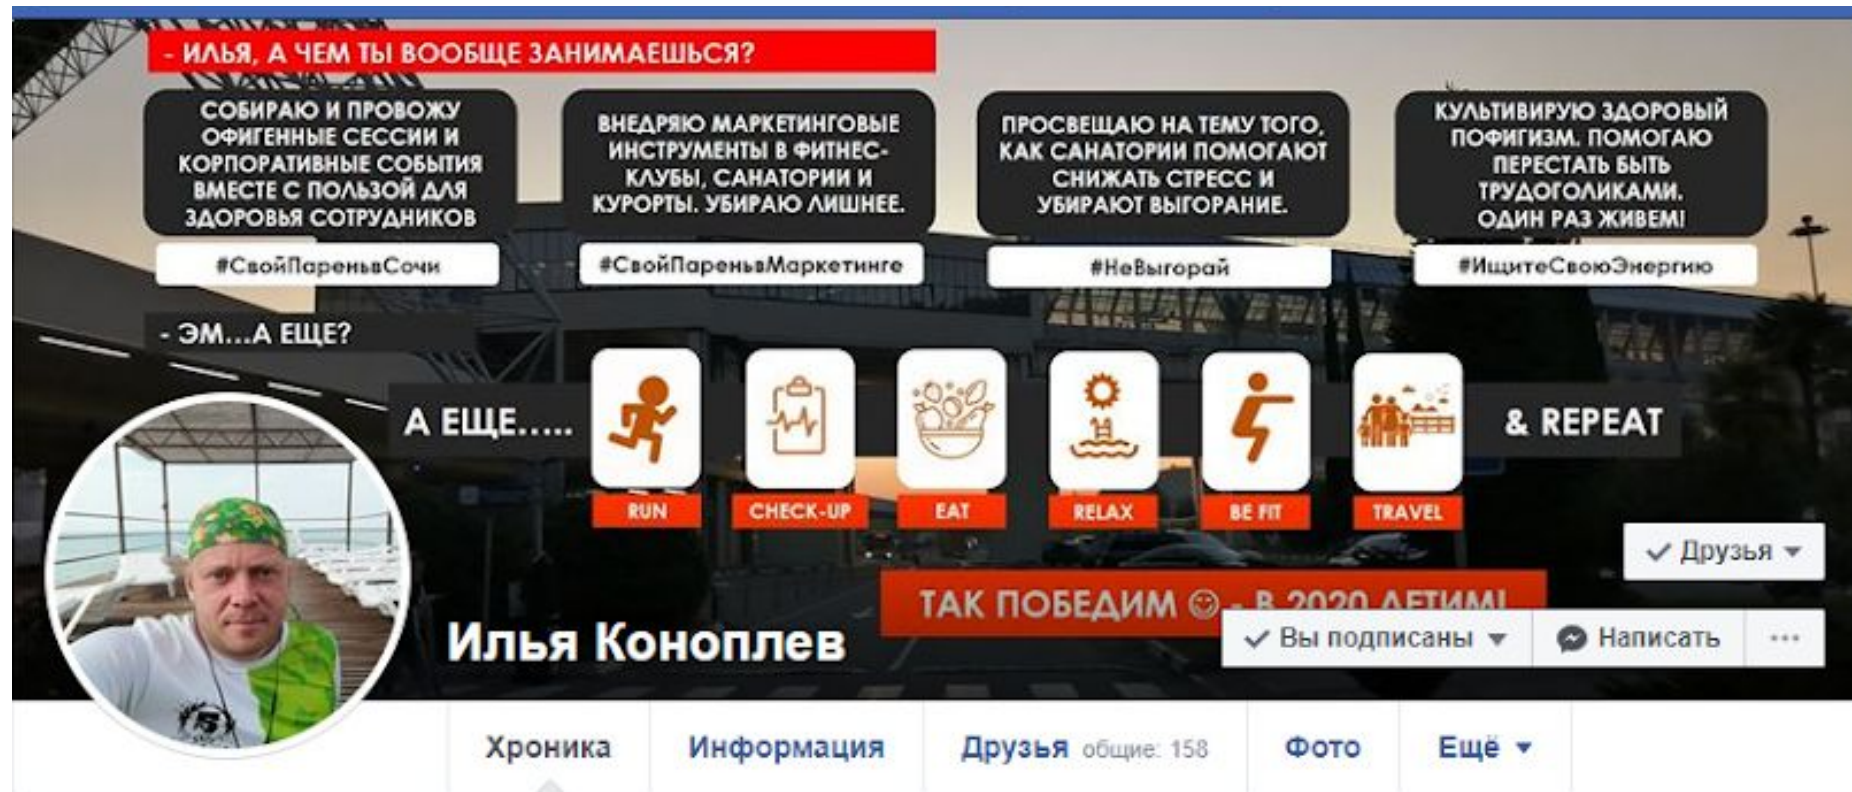 - ИЛЬЯ, А ЧЕМ ТЫ ВООБЩЕ ЗАНИМАЕШЬСЯ?
СОБИРАЮ И ПРОВОЖУ
ОФИГЕННЫЕ СЕССИИ И
КОРПОРАТИВНЫЕ СОБЫТИЯ
ВМЕСТЕ С ПОЛЬЗОЙ ДЛЯ
ЗДОРОВЬЯ СОТРУДНИКОВ
#СвойПареньвСочи
ВНЕДРЯЮ МАРКЕТИНГОВЫЕ
ИНСТРУМЕНТЫ В ФИТНЕС-
КЛУБЫ, САНАТОРИИ И
КУРОРТЫ. УБИРАЮ ЛИШНЕЕ.
#СвойПареньвМаркетинге
ПРОСВЕЩАЮ НА ТЕМУ ТОГО,
КАК САНАТОРИИ ПОМОГАЮТ
СНИЖАТЬ СТРЕСС И
УБИРАЮТ ВЫГОРАНИЕ.
#НеВыгорай
КУЛЬТИВИРУЮ ЗДОРОВЫЙ
ПОФИГИЗМ. ПОМОГАЮ
ПЕРЕСТАТЬ БЫТЬ
ТРУДОГОЛИКАМИ.
ОДИН РАЗ ЖИВЕМ!
#ИщитеСвоюЭнергию
- ЭМ...А ЕЩЕ?
А ЕЩЕ.....
RUN
CHECK-UP
EAT
RELAX
BE FIT
TRAVEL
& REPEAT
Друзья
ТАК ПОБЕДИМ - В 2020 ЛЕТИМ!
Илья Коноплев
Вы подписаны
Написать
Хроника
Информация
Друзья общие: 158
Фото
Ещё